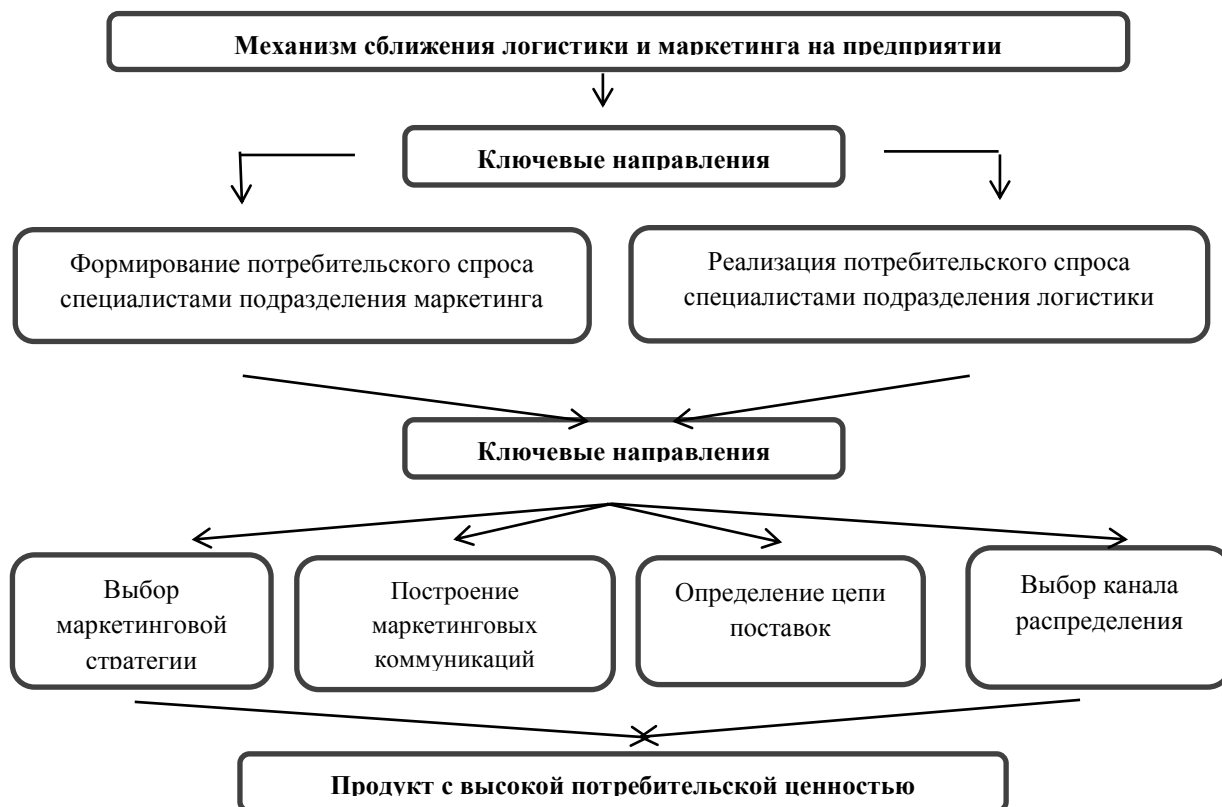 Механизм сближения логистики и маркетинга на предприятии
Ключевые направления
Формирование потребительского спроса
специалистами подразделения маркетинга
Реализация потребительского спроса
специалистами подразделения логистики
Ключевые направления
Выбор
маркетинговой
стратегии
Построение
маркетинговых
коммуникаций
Определение цепи
поставок
Выбор канала
распределения
Продукт с высокой потребительской ценностью